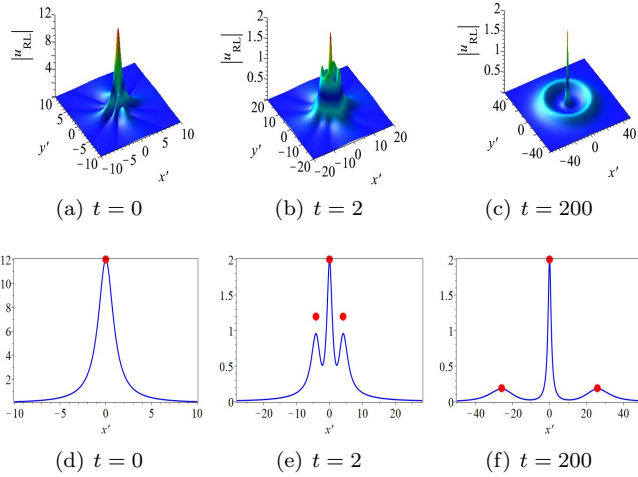 |u_RL| 12 10 8 6 4 2 0 10 5 0 −5 −10 −10 −5 0 5 10 y′ x′
|u_RL| 2 1.5 1 0.5 20 10 0 −10 −20 −20 −10 0 10 20 y′ x′
|u_RL| 2 1.5 1 0.5 40 0 −40 −40 0 40 y′ x′
(a) t = 0 (b) t = 2 (c) t = 200
12 10 8 6 4 2 −10 −5 0 5 10 x′
2 1.5 1 0.5 0 −20 −10 0 10 20 x′
2 1.5 1 0.5 0 −40 −20 0 20 40 x′
(d) t = 0 (e) t = 2 (f) t = 200